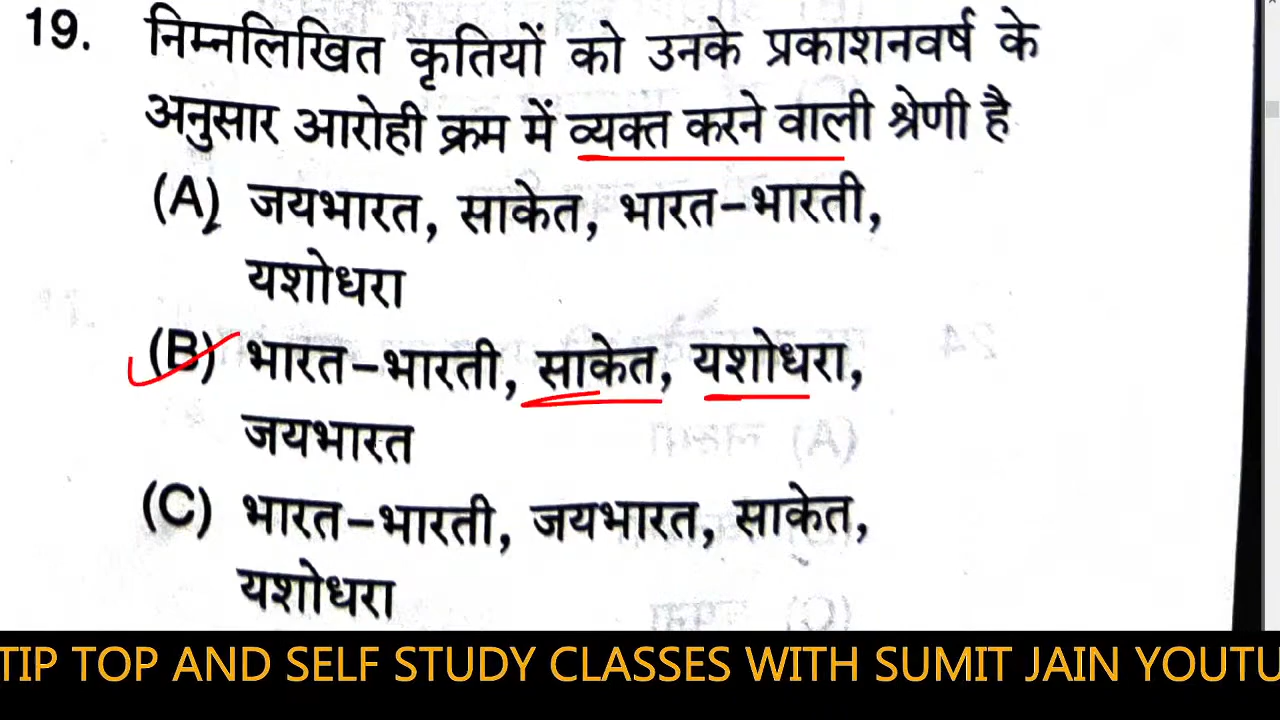 19. निम्नलिखित कृतियों को उनके प्रकाशनवर्ष के
अनुसार आरोही क्रम में व्यक्त करने वाली श्रेणी है
(A) जयभारत, साकेत, भारत-भारती,
यशोधरा
(B) भारत-भारती, साकेत, यशोधरा,
जयभारत
(C) भारत-भारती, जयभारत, साकेत,
यशोधरा
TIP TOP AND SELF STUDY CLASSES WITH SUMIT JAIN YOUTU